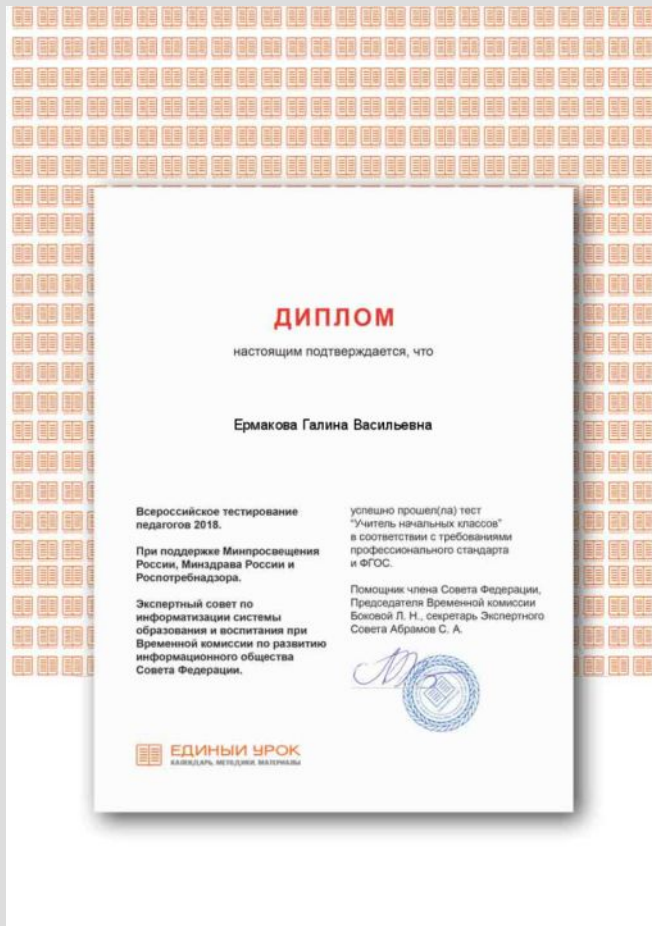 ДИПЛОМ
настоящим подтверждается, что
Ермакова Галина Васильевна
Всероссийское тестирование
педагогов 2018.
При поддержке Минпросвещения
России, Минздрава России и
Роспотребнадзора.
Экспертный совет по
информатизации системы
образования и воспитания при
Временной комиссии по развитию
информационного общества
Совета Федерации.
успешно прошел(ла) тест
"Учитель начальных классов"
в соответствии с требованиями
профессионального стандарта
и ФГОС.
Помощник члена Совета Федерации,
Председателя Временной комиссии
Боковой Л. Н., секретарь Экспертного
Совета Абрамов С. А.
ЕДИНЫЙ УРОК
КАЛЕНДАРЬ, МЕТОДИКИ, МАТЕРИАЛЫ